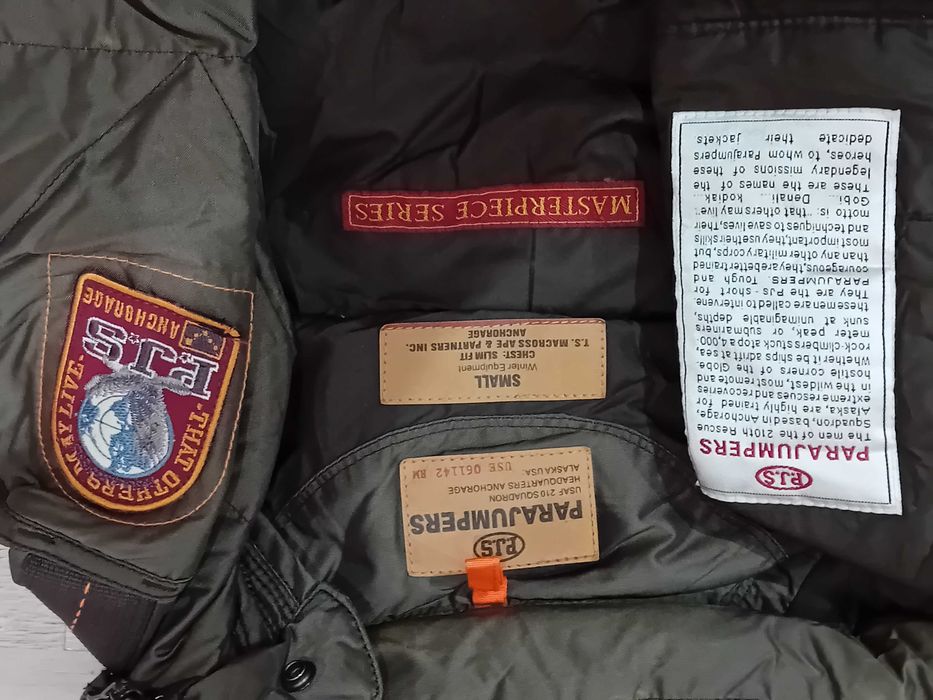 PJS
PARAJUMPERS
The men of the 210th Rescue
Squadron, based in Anchorage,
Alaska, are highly trained for
extreme rescues and recoveries
in the wildest, most remote and
hostile corners of the Globe.
Whether it be ships adrift at sea,
rock-climbers stuck atop a 4,000,
meter peak, or submariners
sunk at unimaginable depths,
these men are called to intervene.
They are the PJs - short for
PARAJUMPERS. Tough and
courageous, they are better trained
than any other military corps, but
most important, they use their skills
and techniques to save lives. Their
motto is: ..that others may live..
Gobi... Denali... kodiak
These are the names of the
legendary missions of these
heroes, to whom Parajumpers
dedicate their jackets
PJS
PARAJUMPERS
USAF 210 SQUADRON
HEADQUARTERS ANCHORAGE
ALASKA USA:
USE 061142 RM
SMALL
Winter Equipment
CHEST: SLIM FIT
T.S. MACROSS APE & PARTNERS INC.
ANCHORAGE
MASTERPIECE SERIES
·THAT OTHERS MAY LIVE·
PJS
ANCHORAGE